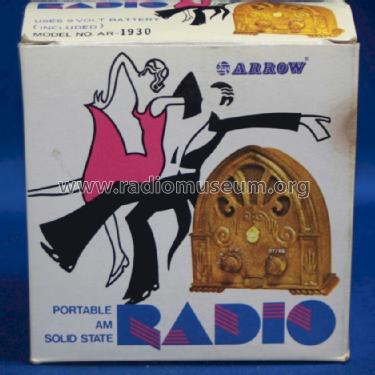 RADIO
USES 9 VOLT BATTERY
(INCLUDED)
MODEL NO. AR-1930
ARROW
www.radiomuseum.org
PORTABLE
AM
SOLID STATE
RADIO